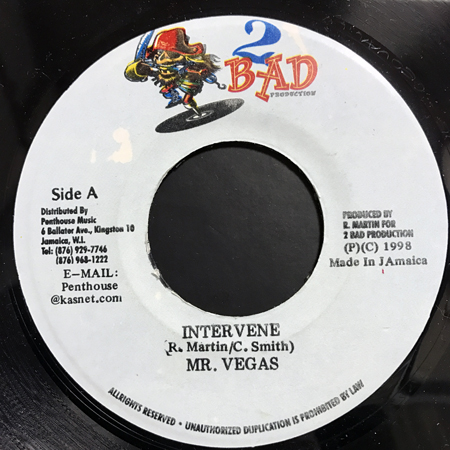 2
BAD
PRODUCTION
Side A
Distributed By
Penthouse Music
6 Ballater Ave., Kingston 10
Jamaica, W.I.
Tel: (876) 929-7746
(876) 968-1222
E-MAIL:
Penthouse
@kasnet.com
PRODUCED BY
R. MARTIN FOR
2 BAD PRODUCTION
(P)(C) 1998
Made In JAmaica
INTERVENE
(R. Martin/C. Smith)
MR. VEGAS
ALLRIGHTS RESERVED • UNAUTHORIZED DUPLICATION IS PROHIBITED BY LAW